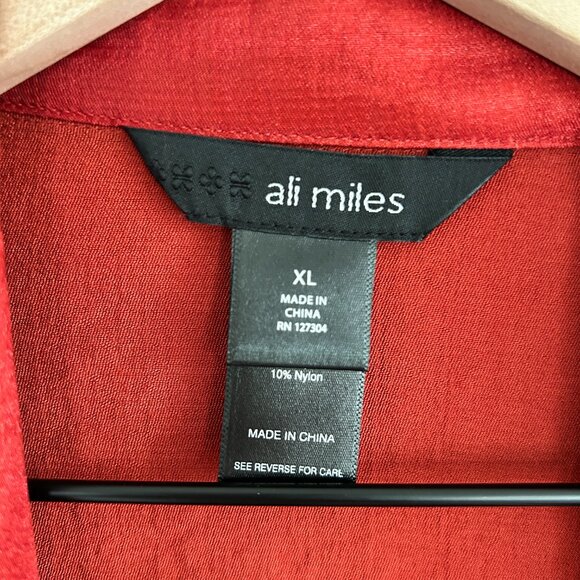 ali miles
XL
MADE IN
CHINA
RN 127304
10% Nylon
MADE IN CHINA
SEE REVERSE FOR CARE